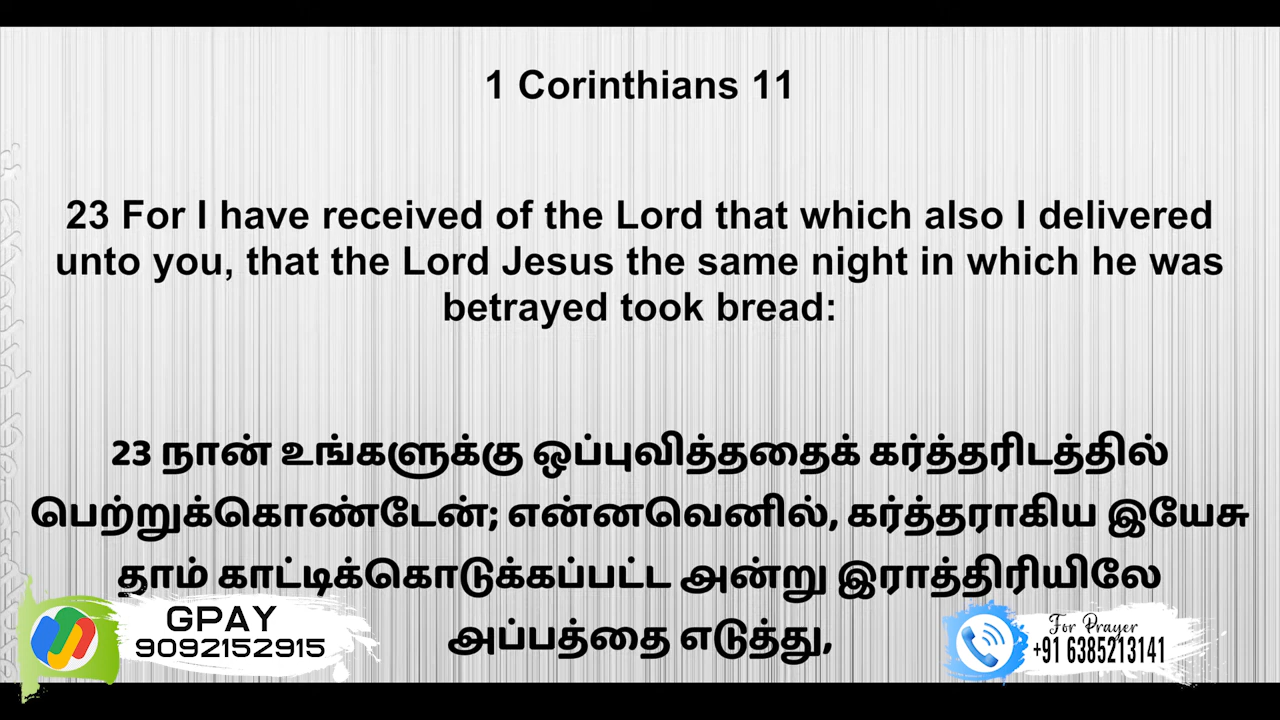 1 Corinthians 11
23 For I have received of the Lord that which also I delivered
unto you, that the Lord Jesus the same night in which he was
betrayed took bread:
23 நான் உங்களுக்கு ஒப்புவித்ததைக் கர்த்தரிடத்தில்
பெற்றுக்கொண்டேன்; என்னவெனில், கர்த்தராகிய இயேசு
தாம் காட்டிக்கொடுக்கப்பட்ட அன்று இராத்திரியிலே
அப்பத்தை எடுத்து,
GPAY
9092152915
For Prayer
+91 6385213141